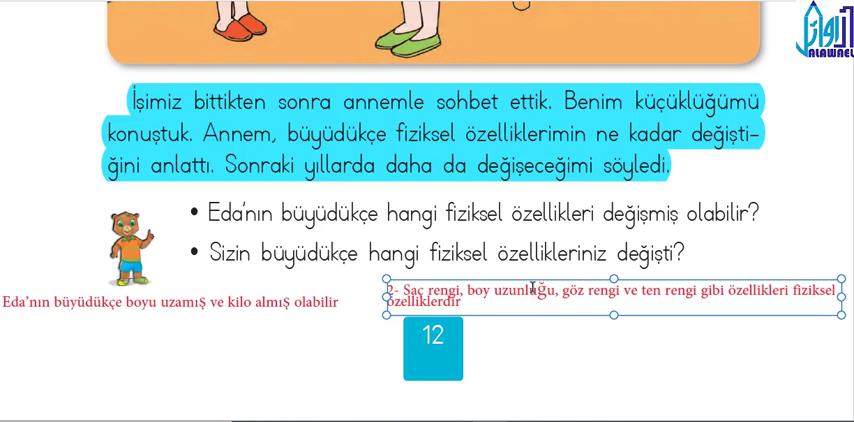 الأوائل
ALAWAEL
İşimiz bittikten sonra annemle sohbet ettik. Benim küçüklüğümü
konuştuk. Annem, büyüdükçe fiziksel özelliklerimin ne kadar değişti-
ğini anlattı. Sonraki yıllarda daha da değişeceğimi söyledi.
• Eda'nın büyüdükçe hangi fiziksel özellikleri değişmiş olabilir?
• Sizin büyüdükçe hangi fiziksel özellikleriniz değişti?
Eda'nın büyüdükçe boyu uzamış ve kilo almış olabilir
2- Saç rengi, boy uzunluğu, göz rengi ve ten rengi gibi özellikleri fiziksel
özelliklerdir
12